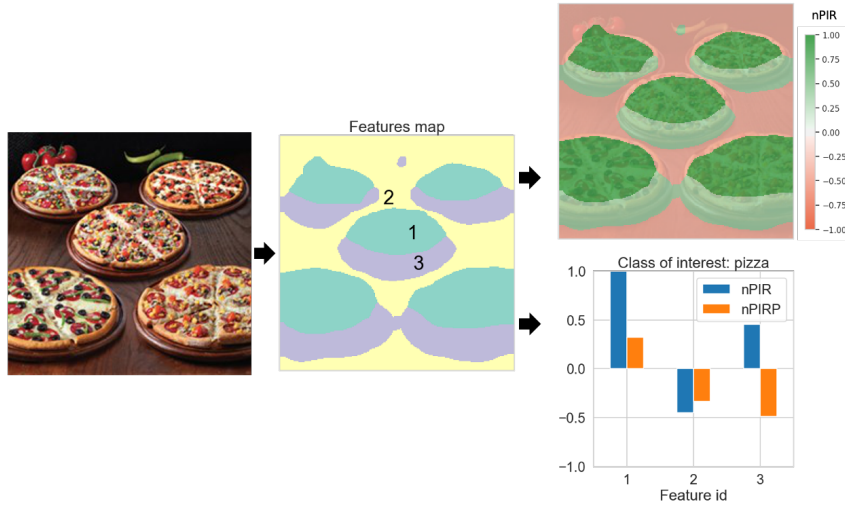 nPIR
1.00
0.75
0.50
0.25
0.00
−0.25
−0.50
−0.75
−1.00
Features map
2
1
3
Class of interest: pizza
1.0
0.5
0.0
−0.5
−1.0
nPIR
nPIRP
1 2 3
Feature id